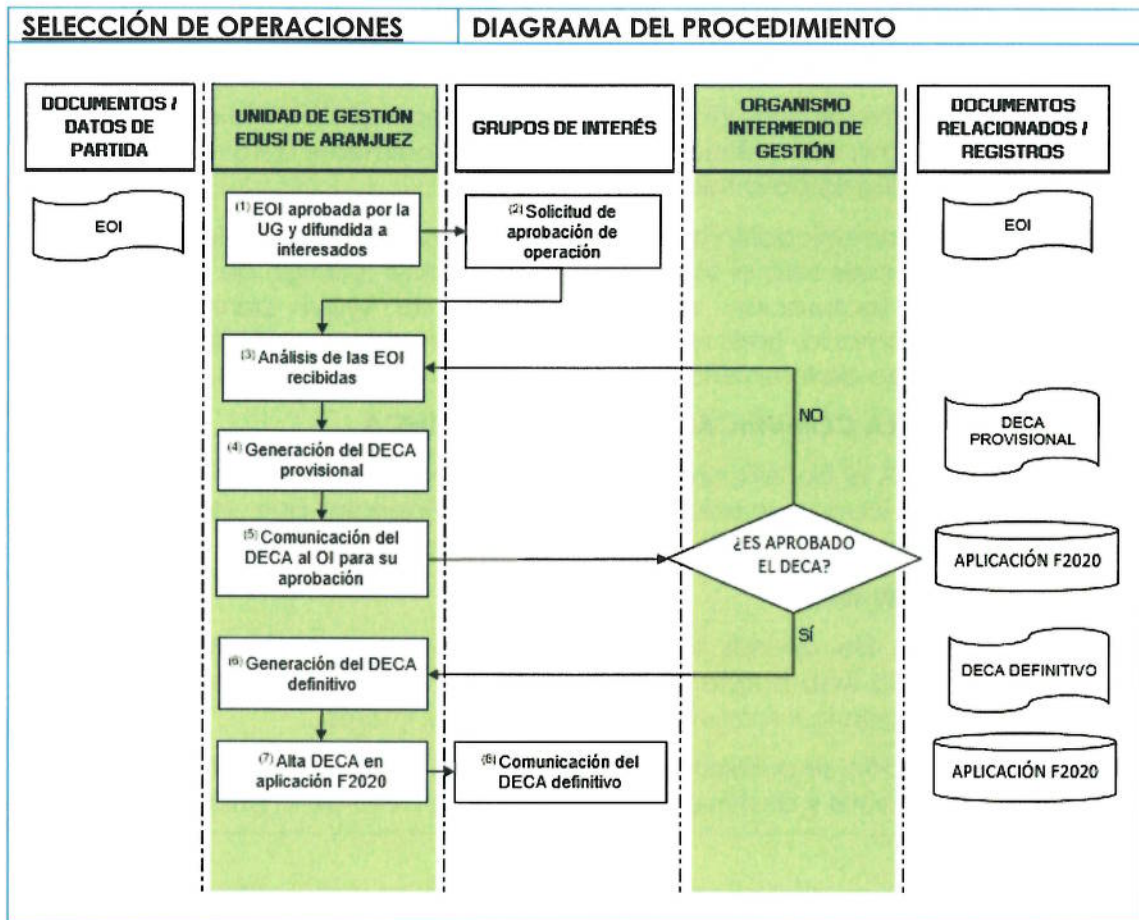 SELECCIÓN DE OPERACIONES
DIAGRAMA DEL PROCEDIMIENTO
DOCUMENTOS /
DATOS DE
PARTIDA
UNIDAD DE GESTIÓN
EDUSI DE ARANJUEZ
GRUPOS DE INTERÉS
ORGANISMO
INTERMEDIO DE
GESTIÓN
DOCUMENTOS
RELACIONADOS /
REGISTROS
EOI
(1) EOI aprobada por la
UG y difundida a
interesados
(2) Solicitud de
aprobación de
operación
EOI
(3) Análisis de las EOI
recibidas
NO
DECA
PROVISIONAL
(4) Generación del DECA
provisional
(5) Comunicación del
DECA al OI para su
aprobación
¿ES APROBADO
EL DECA?
APLICACIÓN F2020
SÍ
(6) Generación del DECA
definitivo
DECA DEFINITIVO
(7) Alta DECA en
aplicación F2020
Comunicación del
DECA definitivo
APLICACIÓN F2020